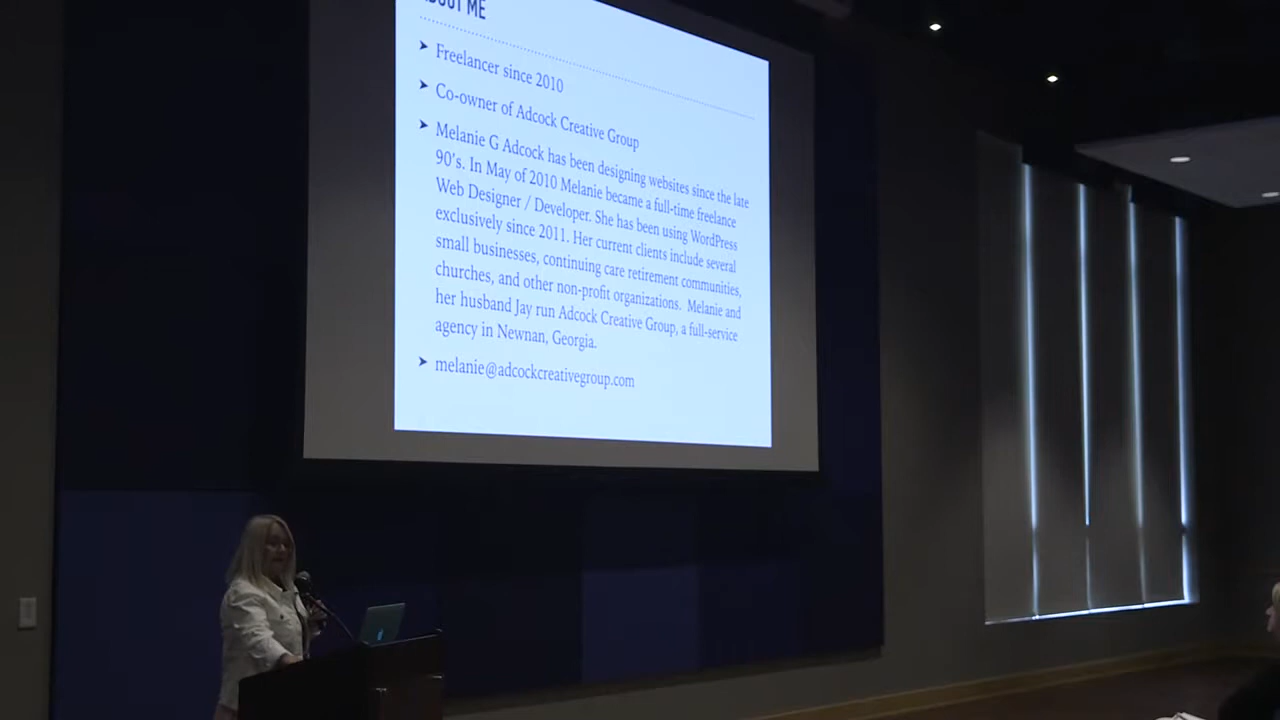 ABOUT ME
➤ Freelancer since 2010
➤ Co-owner of Adcock Creative Group
➤ Melanie G Adcock has been designing websites since the late
90's. In May of 2010 Melanie became a full-time freelance
Web Designer / Developer. She has been using WordPress
exclusively since 2011. Her current clients include several
small businesses, continuing care retirement communities,
churches, and other non-profit organizations. Melanie and
her husband Jay run Adcock Creative Group, a full-service
agency in Newnan, Georgia.
➤ melanie@adcockcreativegroup.com